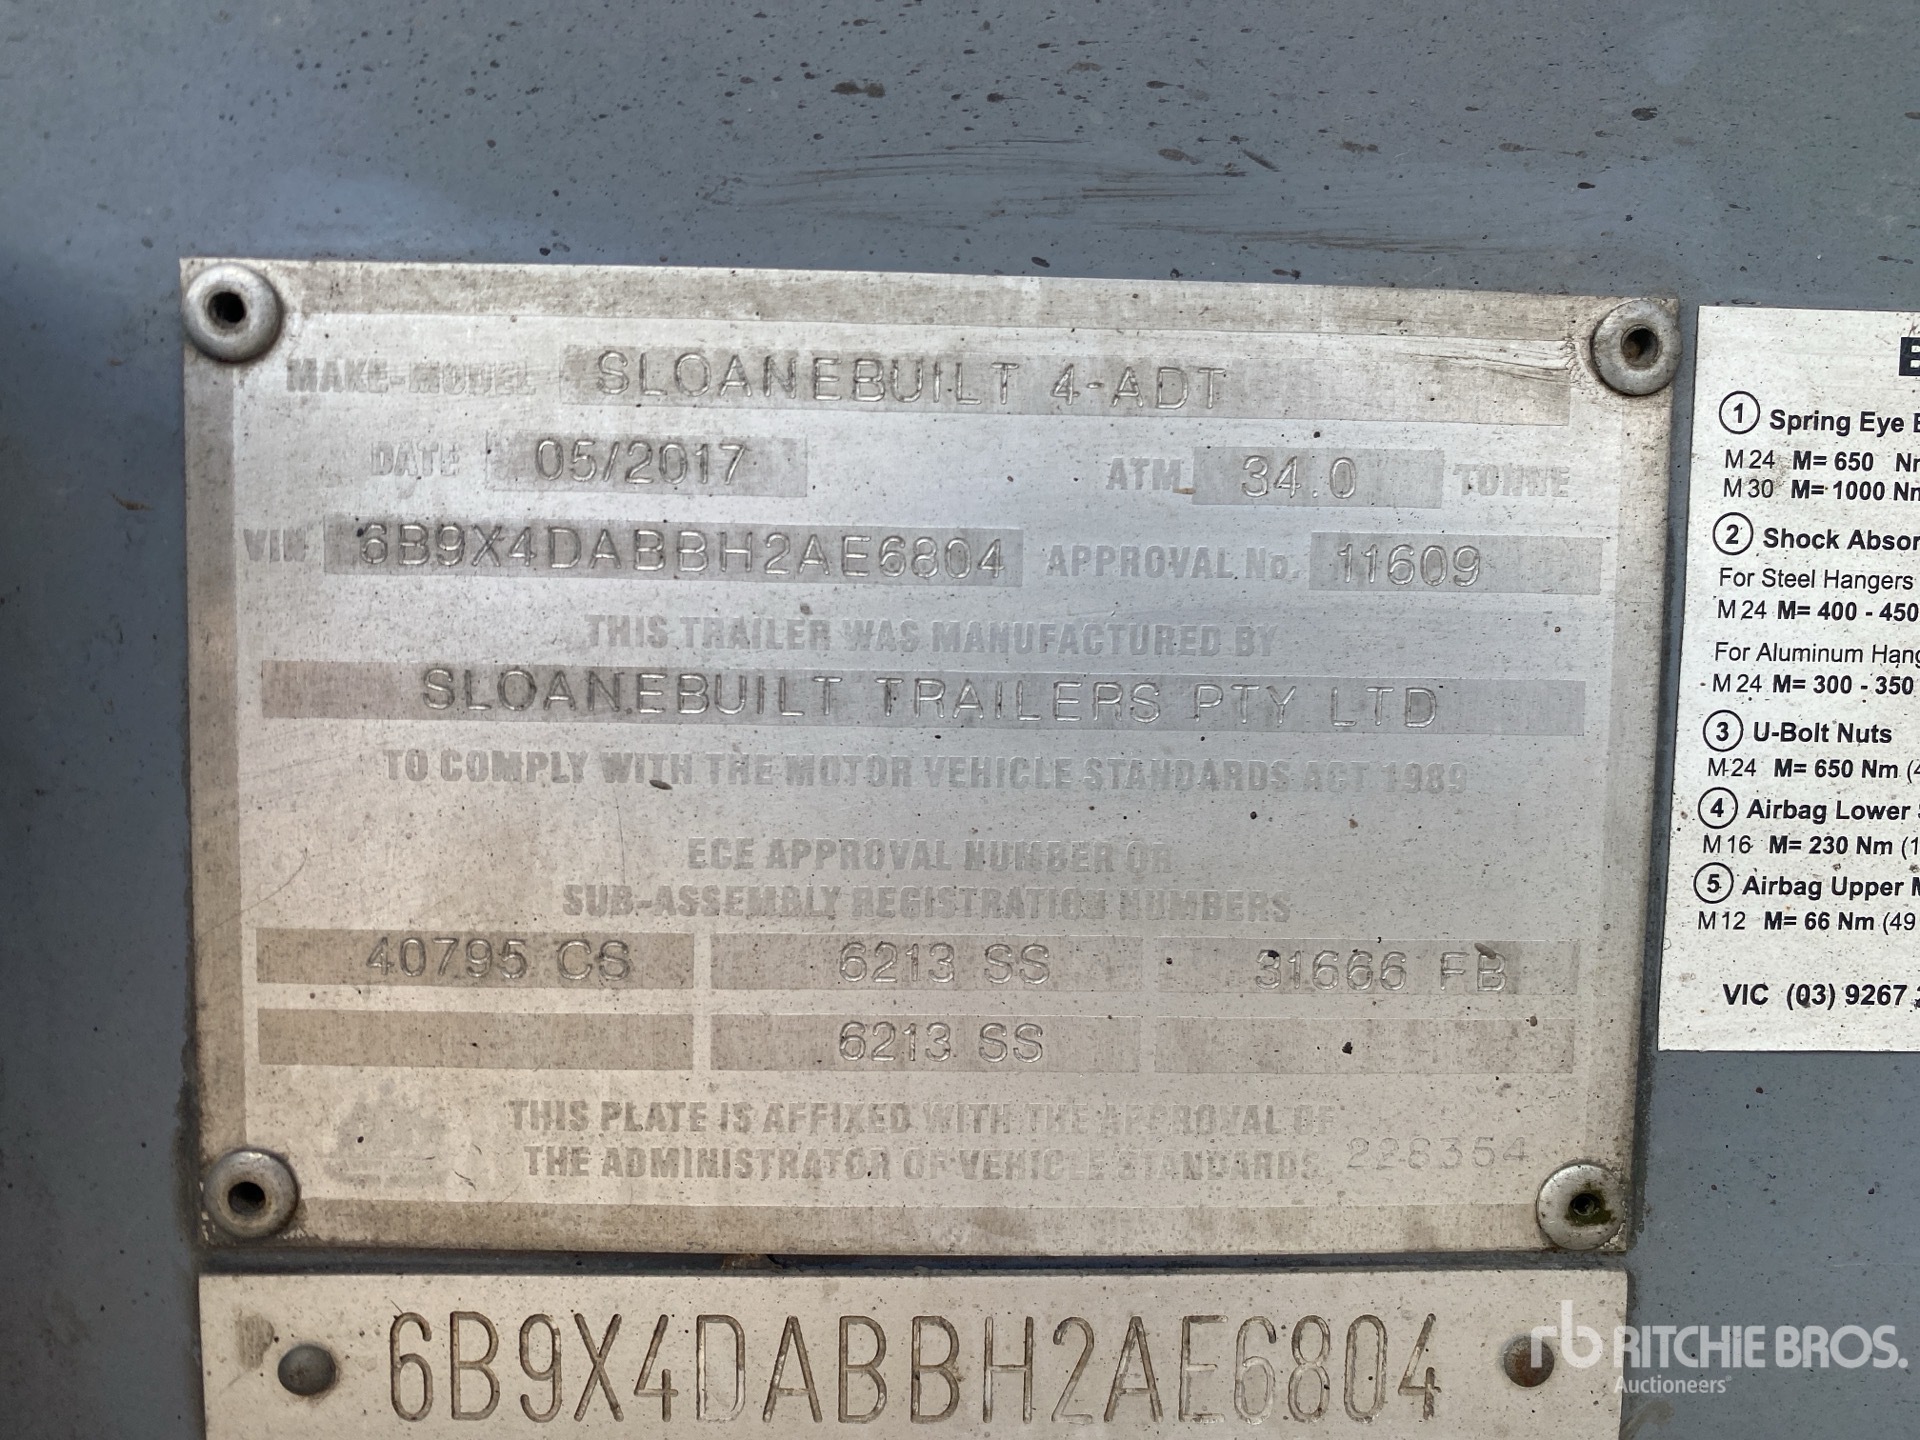 MAKE-MODEL SLOANEBUILT 4-ADT
DATE 05/2017 ATM 34.0 TONNE
VIN 6B9X4DABBH2AE6804 APPROVAL No. 11609
THIS TRAILER WAS MANUFACTURED BY
SLOANEBUILT TRAILERS PTY LTD
TO COMPLY WITH THE MOTOR VEHICLE STANDARDS ACT 1989
ECE APPROVAL NUMBER OR
SUB-ASSEMBLY REGISTRATION NUMBERS
40795 CS 6213 SS 31666 FB
6213 SS
THIS PLATE IS AFFIXED WITH THE APPROVAL OF
THE ADMINISTRATOR OF VEHICLE STANDARDS 228354
6B9X4DABBH2AE6804
1 Spring Eye
M24 M= 650
M30 M= 1000 Nm
2 Shock
For Steel Hangers
M24 M= 400 - 450
For Aluminum
M24 M= 300 - 350
3 U-Bolt Nuts
M24 M= 650 Nm
4 Airbag Lower
M16 M= 230 Nm
5 Airbag Upper
M12 M= 66 Nm (49
VIC (03) 9267
rb RITCHIE BROS.
Auctioneers